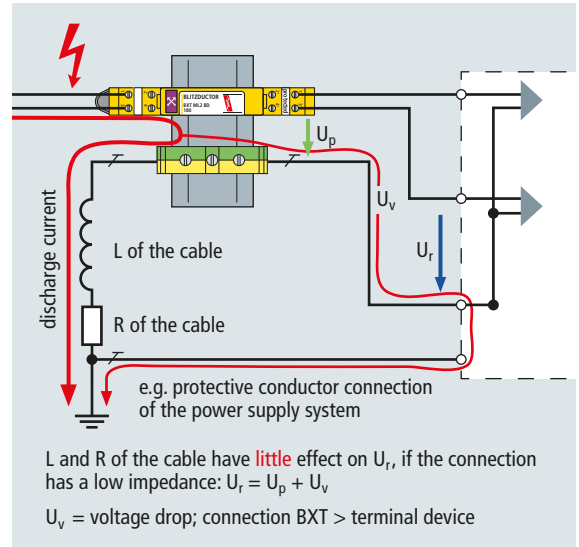 BLITZDUCTOR
BXT ML2 BD
180
protected
Up
Uv
Ur
discharge current
L of the cable
R of the cable
e.g. protective conductor connection
of the power supply system
L and R of the cable have little effect on Ur, if the connection
has a low impedance: Ur = Up + Uv
Uv = voltage drop; connection BXT > terminal device